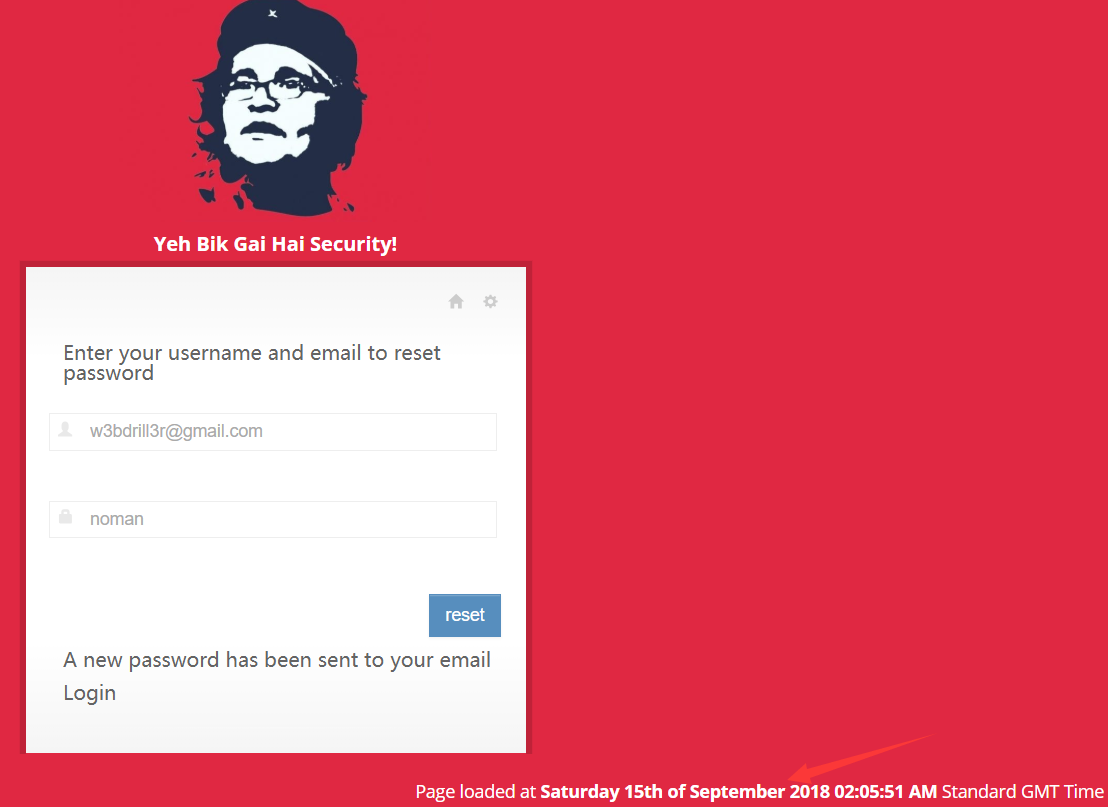 Yeh Bik Gai Hai Security!
Enter your username and email to reset
password
w3bdrill3r@gmail.com
noman
reset
A new password has been sent to your email
Login
Page loaded at Saturday 15th of September 2018 02:05:51 AM Standard GMT Time